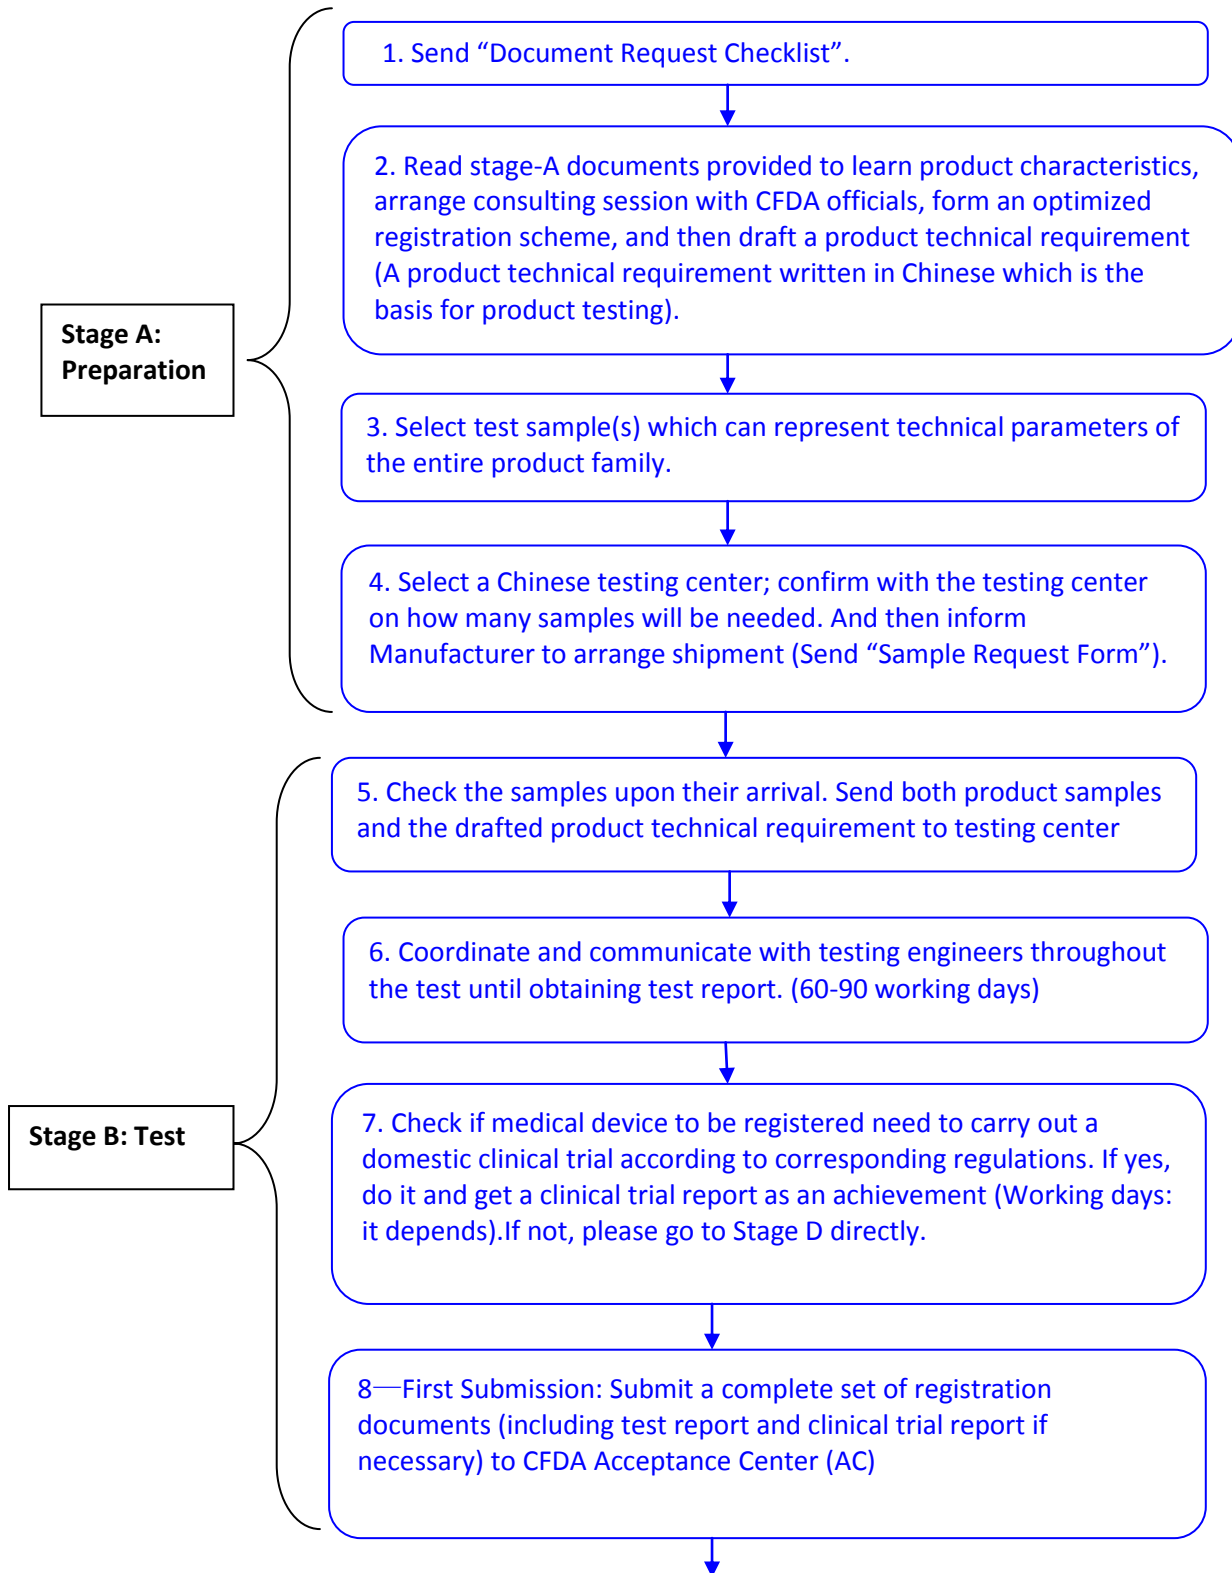 1. Send “Document Request Checklist”.
2. Read stage-A documents provided to learn product characteristics,
arrange consulting session with CFDA officials, form an optimized
registration scheme, and then draft a product technical requirement
(A product technical requirement written in Chinese which is the
basis for product testing).
Stage A:
Preparation
3. Select test sample(s) which can represent technical parameters of
the entire product family.
4. Select a Chinese testing center; confirm with the testing center
on how many samples will be needed. And then inform
Manufacturer to arrange shipment (Send “Sample Request Form”).
5. Check the samples upon their arrival. Send both product samples
and the drafted product technical requirement to testing center
6. Coordinate and communicate with testing engineers throughout
the test until obtaining test report. (60-90 working days)
Stage B: Test
7. Check if medical device to be registered need to carry out a
domestic clinical trial according to corresponding regulations. If yes,
do it and get a clinical trial report as an achievement (Working days:
it depends).If not, please go to Stage D directly.
8—First Submission: Submit a complete set of registration
documents (including test report and clinical trial report if
necessary) to CFDA Acceptance Center (AC)